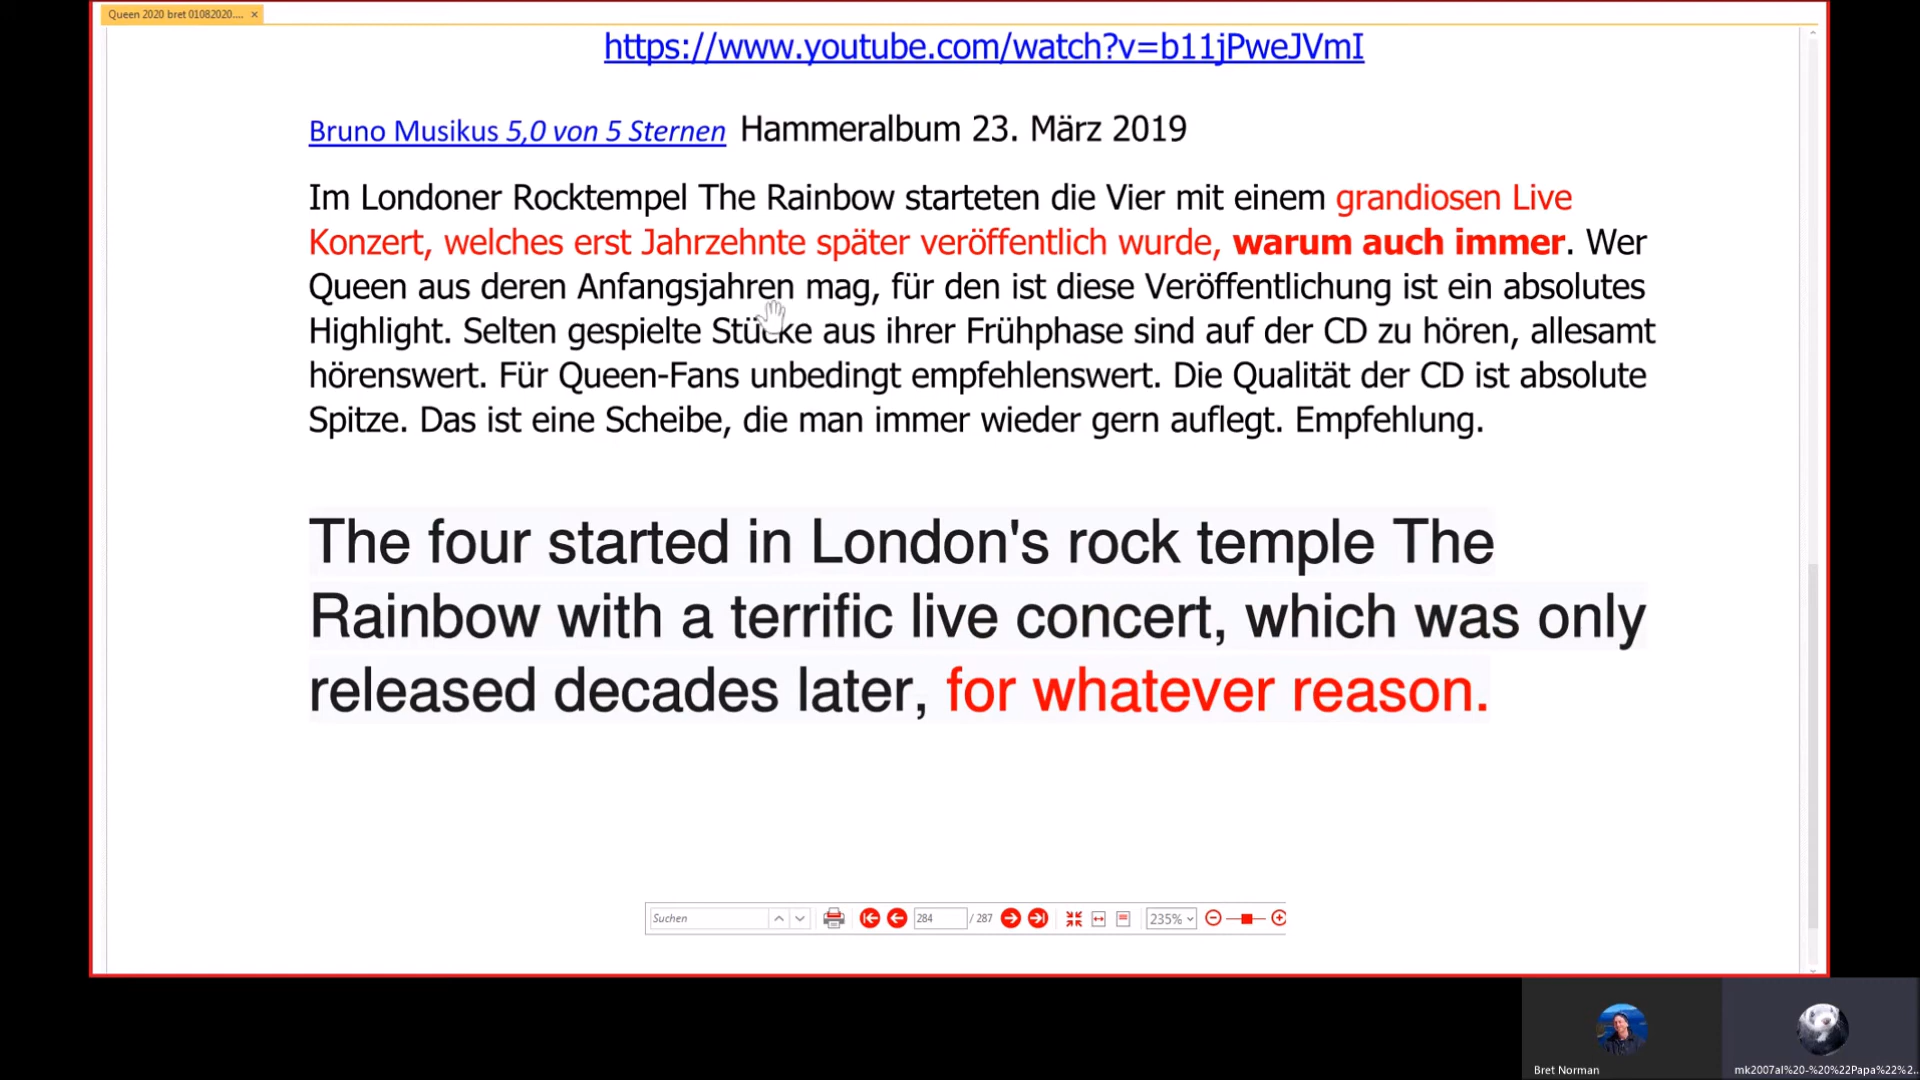 Queen 2020 bret 01082020....
https://www.youtube.com/watch?v=b11jPweJVmI
Bruno Musikus 5,0 von 5 Sternen Hammeralbum 23. März 2019
Im Londoner Rocktempel The Rainbow starteten die Vier mit einem grandiosen Live
Konzert, welches erst Jahrzehnte später veröffentlich wurde, warum auch immer. Wer
Queen aus deren Anfangsjahren mag, für den ist diese Veröffentlichung ist ein absolutes
Highlight. Selten gespielte Stücke aus ihrer Frühphase sind auf der CD zu hören, allesamt
hörenswert. Für Queen-Fans unbedingt empfehlenswert. Die Qualität der CD ist absolute
Spitze. Das ist eine Scheibe, die man immer wieder gern auflegt. Empfehlung.
The four started in London's rock temple The
Rainbow with a terrific live concert, which was only
released decades later, for whatever reason.
Suchen 284 / 287 235%
Bret Norman
mk2007al%20-%20%22Papa%22%2...